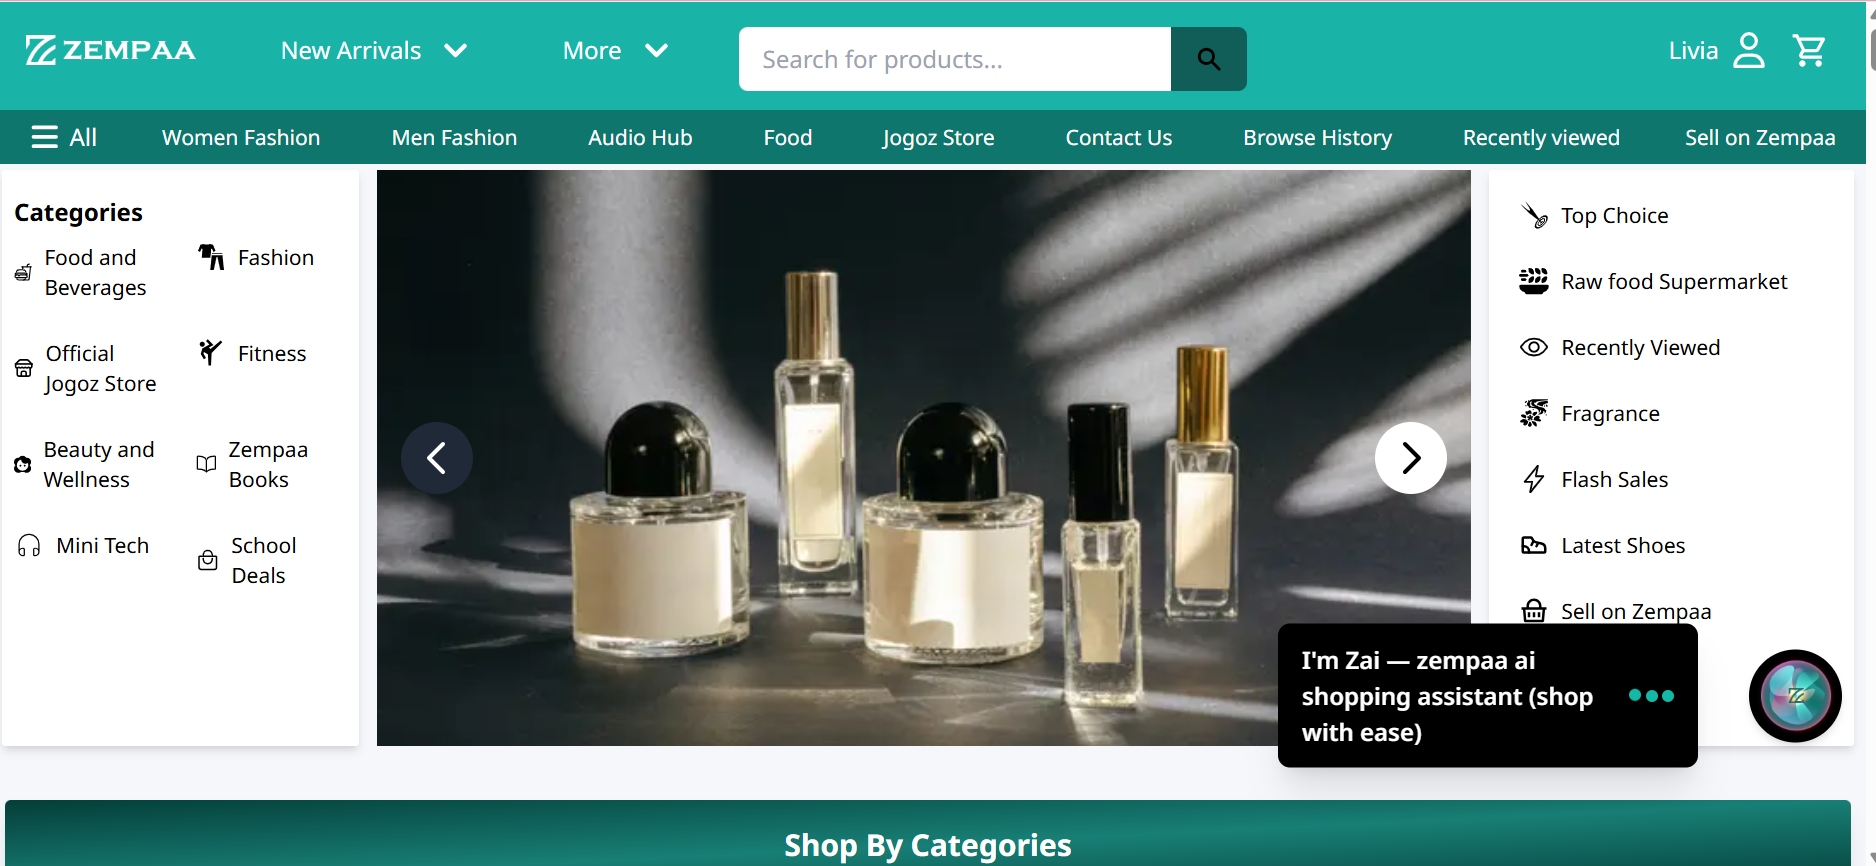 ZEMPAA
New Arrivals
More
Search for products...
Livia
All
Women Fashion
Men Fashion
Audio Hub
Food
Jogoz Store
Contact Us
Browse History
Recently viewed
Sell on Zempaa
Categories
Food and
Beverages
Fashion
Official
Jogoz Store
Fitness
Beauty and
Wellness
Zempaa
Books
Mini Tech
School
Deals
Top Choice
Raw food Supermarket
Recently Viewed
Fragrance
Flash Sales
Latest Shoes
Sell on Zempaa
I'm Zai — zempaa ai
shopping assistant (shop
with ease)
Shop By Categories